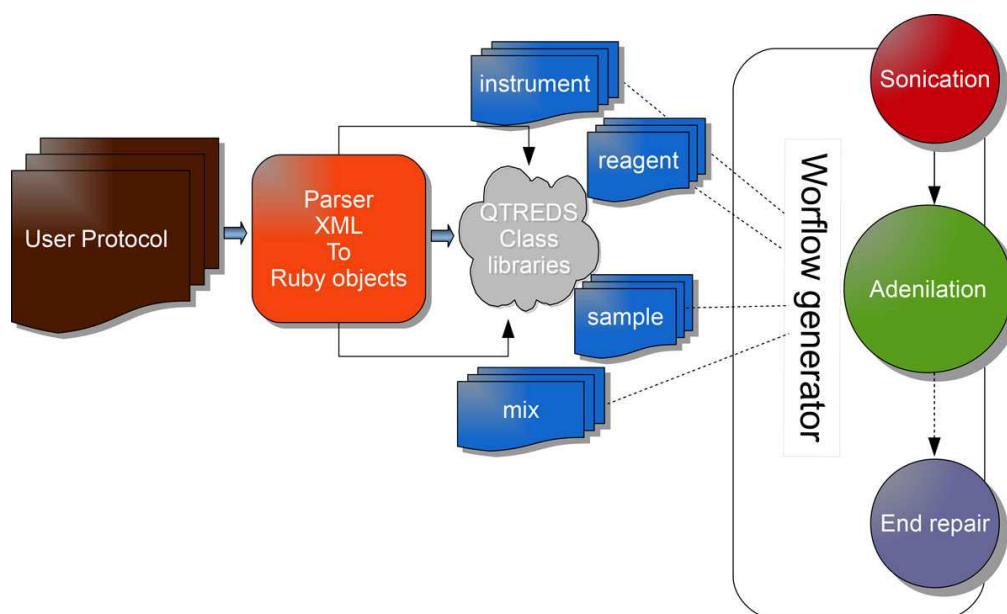 User Protocol
Parser
XML
To
Ruby objects
QTREDS
Class
libraries
instrument
reagent
sample
mix
Worflow generator
Sonication
Adenilation
End repair